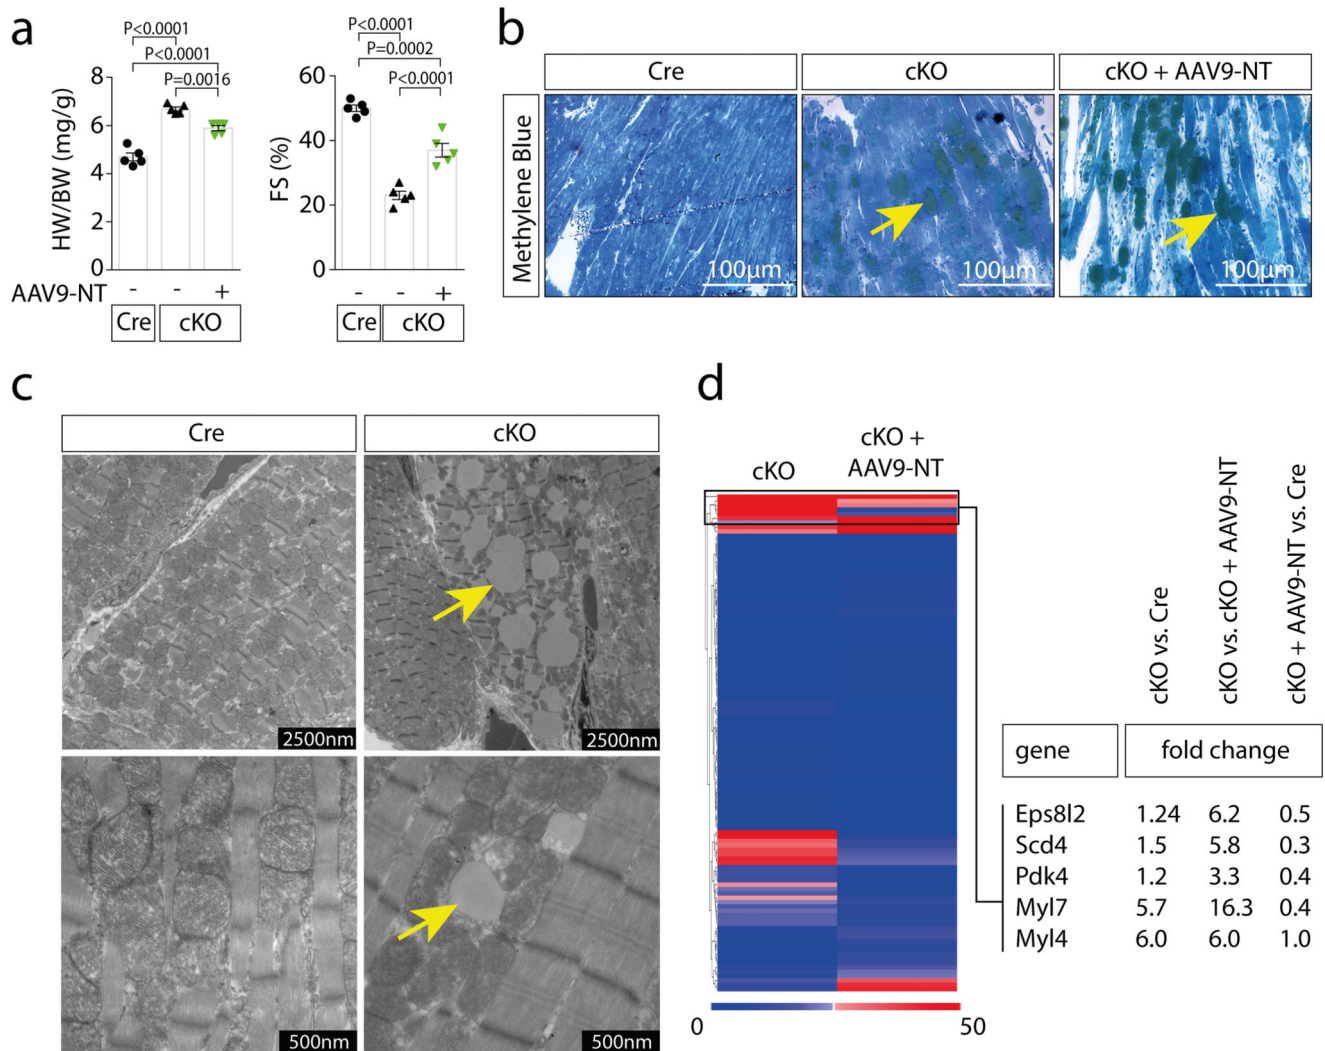 a
P<0.0001
P<0.0001
P=0.0016
HW/BW (mg/g)
8
6
4
2
0
AAV9-NT
- - +
Cre cKO
P<0.0001
P=0.0002
P<0.0001
FS (%)
60
40
20
0
- - +
Cre cKO
b
Cre cKO cKO + AAV9-NT
Methylene Blue
100µm 100µm 100µm
c
Cre cKO
2500nm 2500nm
500nm 500nm
d
cKO
cKO +
AAV9-NT
0 50
cKO vs. Cre
cKO vs. cKO + AAV9-NT
cKO + AAV9-NT vs. Cre
gene fold change
Eps8l2 1.24 6.2 0.5
Scd4 1.5 5.8 0.3
Pdk4 1.2 3.3 0.4
Myl7 5.7 16.3 0.4
Myl4 6.0 6.0 1.0